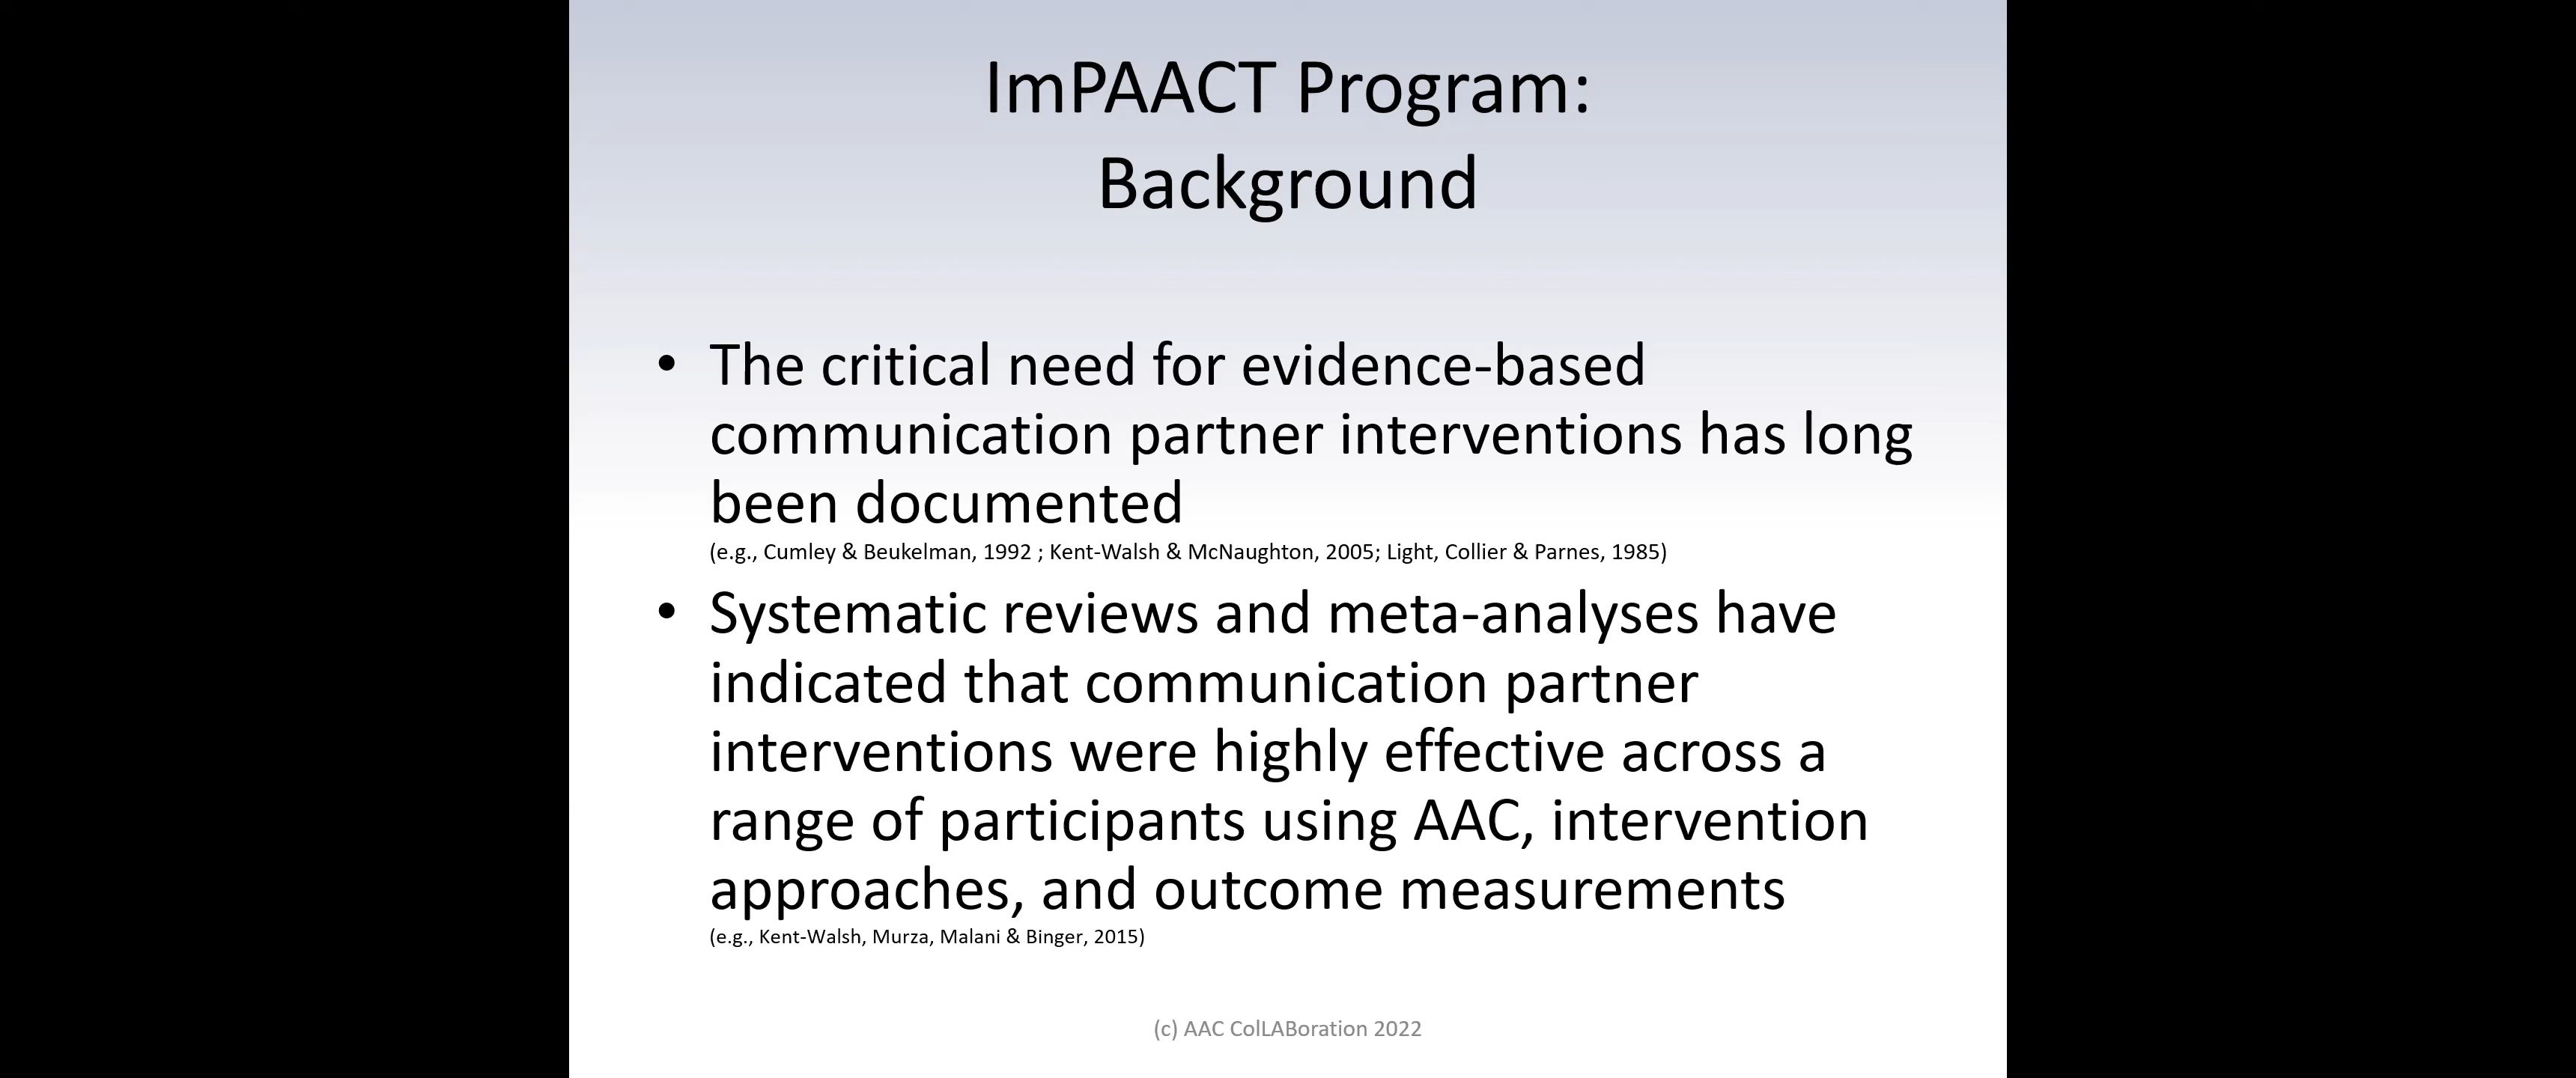 ImPAACT Program:
Background
• The critical need for evidence-based
communication partner interventions has long
been documented
(e.g., Cumley & Beukelman, 1992 ; Kent-Walsh & McNaughton, 2005; Light, Collier & Parnes, 1985)
• Systematic reviews and meta-analyses have
indicated that communication partner
interventions were highly effective across a
range of participants using AAC, intervention
approaches, and outcome measurements
(e.g., Kent-Walsh, Murza, Malani & Binger, 2015)
(c) AAC ColLABoration 2022